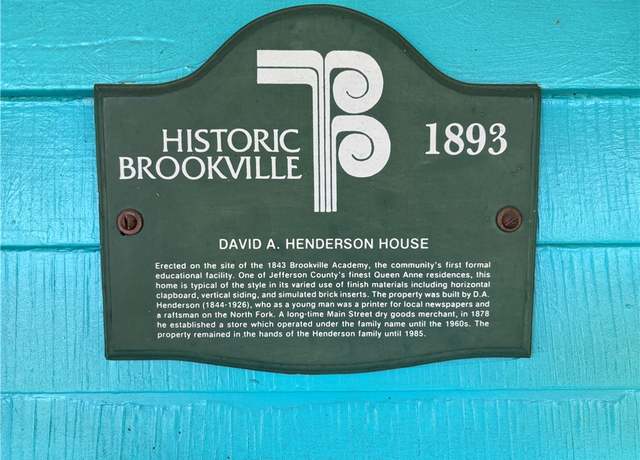 HISTORIC
BROOKVILLE
1893
DAVID A. HENDERSON HOUSE
Erected on the site of the 1843 Brookville Academy, the community's first formal
educational facility. One of Jefferson County's finest Queen Anne residences, this
home is typical of the style in its varied use of finish materials including horizontal
clapboard, vertical siding, and simulated brick inserts. The property was built by D.A.
Henderson (1844-1926), who as a young man was a printer for local newspapers and
a raftsman on the North Fork. A long-time Main Street dry goods merchant, in 1878
he established a store which operated under the family name until the 1960s. The
property remained in the hands of the Henderson family until 1985.